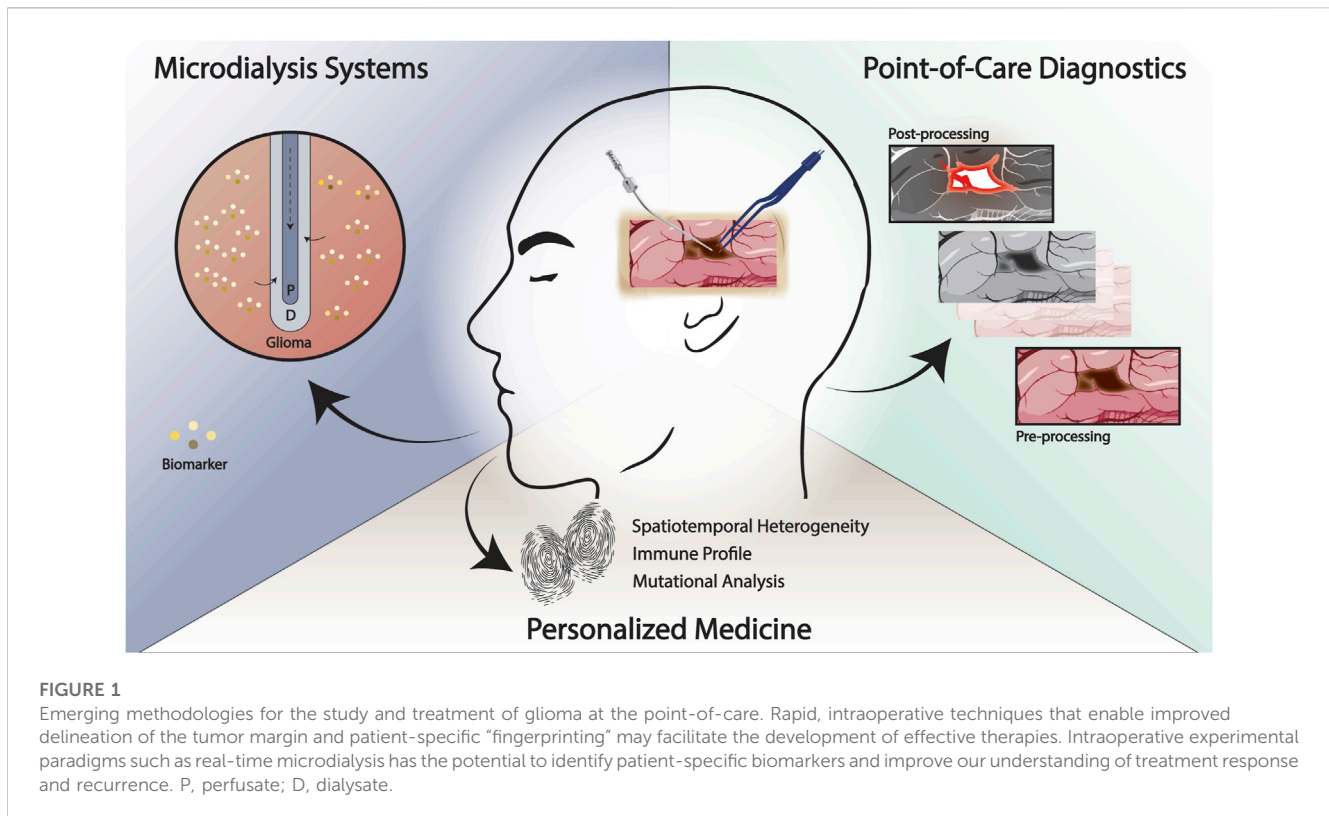 Microdialysis Systems
Point-of-Care Diagnostics
Post-processing
P
D
Glioma
Biomarker
Pre-processing
Spatiotemporal Heterogeneity
Immune Profile
Mutational Analysis
Personalized Medicine
FIGURE 1
Emerging methodologies for the study and treatment of glioma at the point-of-care. Rapid, intraoperative techniques that enable improved
delineation of the tumor margin and patient-specific "fingerprinting" may facilitate the development of effective therapies. Intraoperative experimental
paradigms such as real-time microdialysis has the potential to identify patient-specific biomarkers and improve our understanding of treatment response
and recurrence. P, perfusate; D, dialysate.